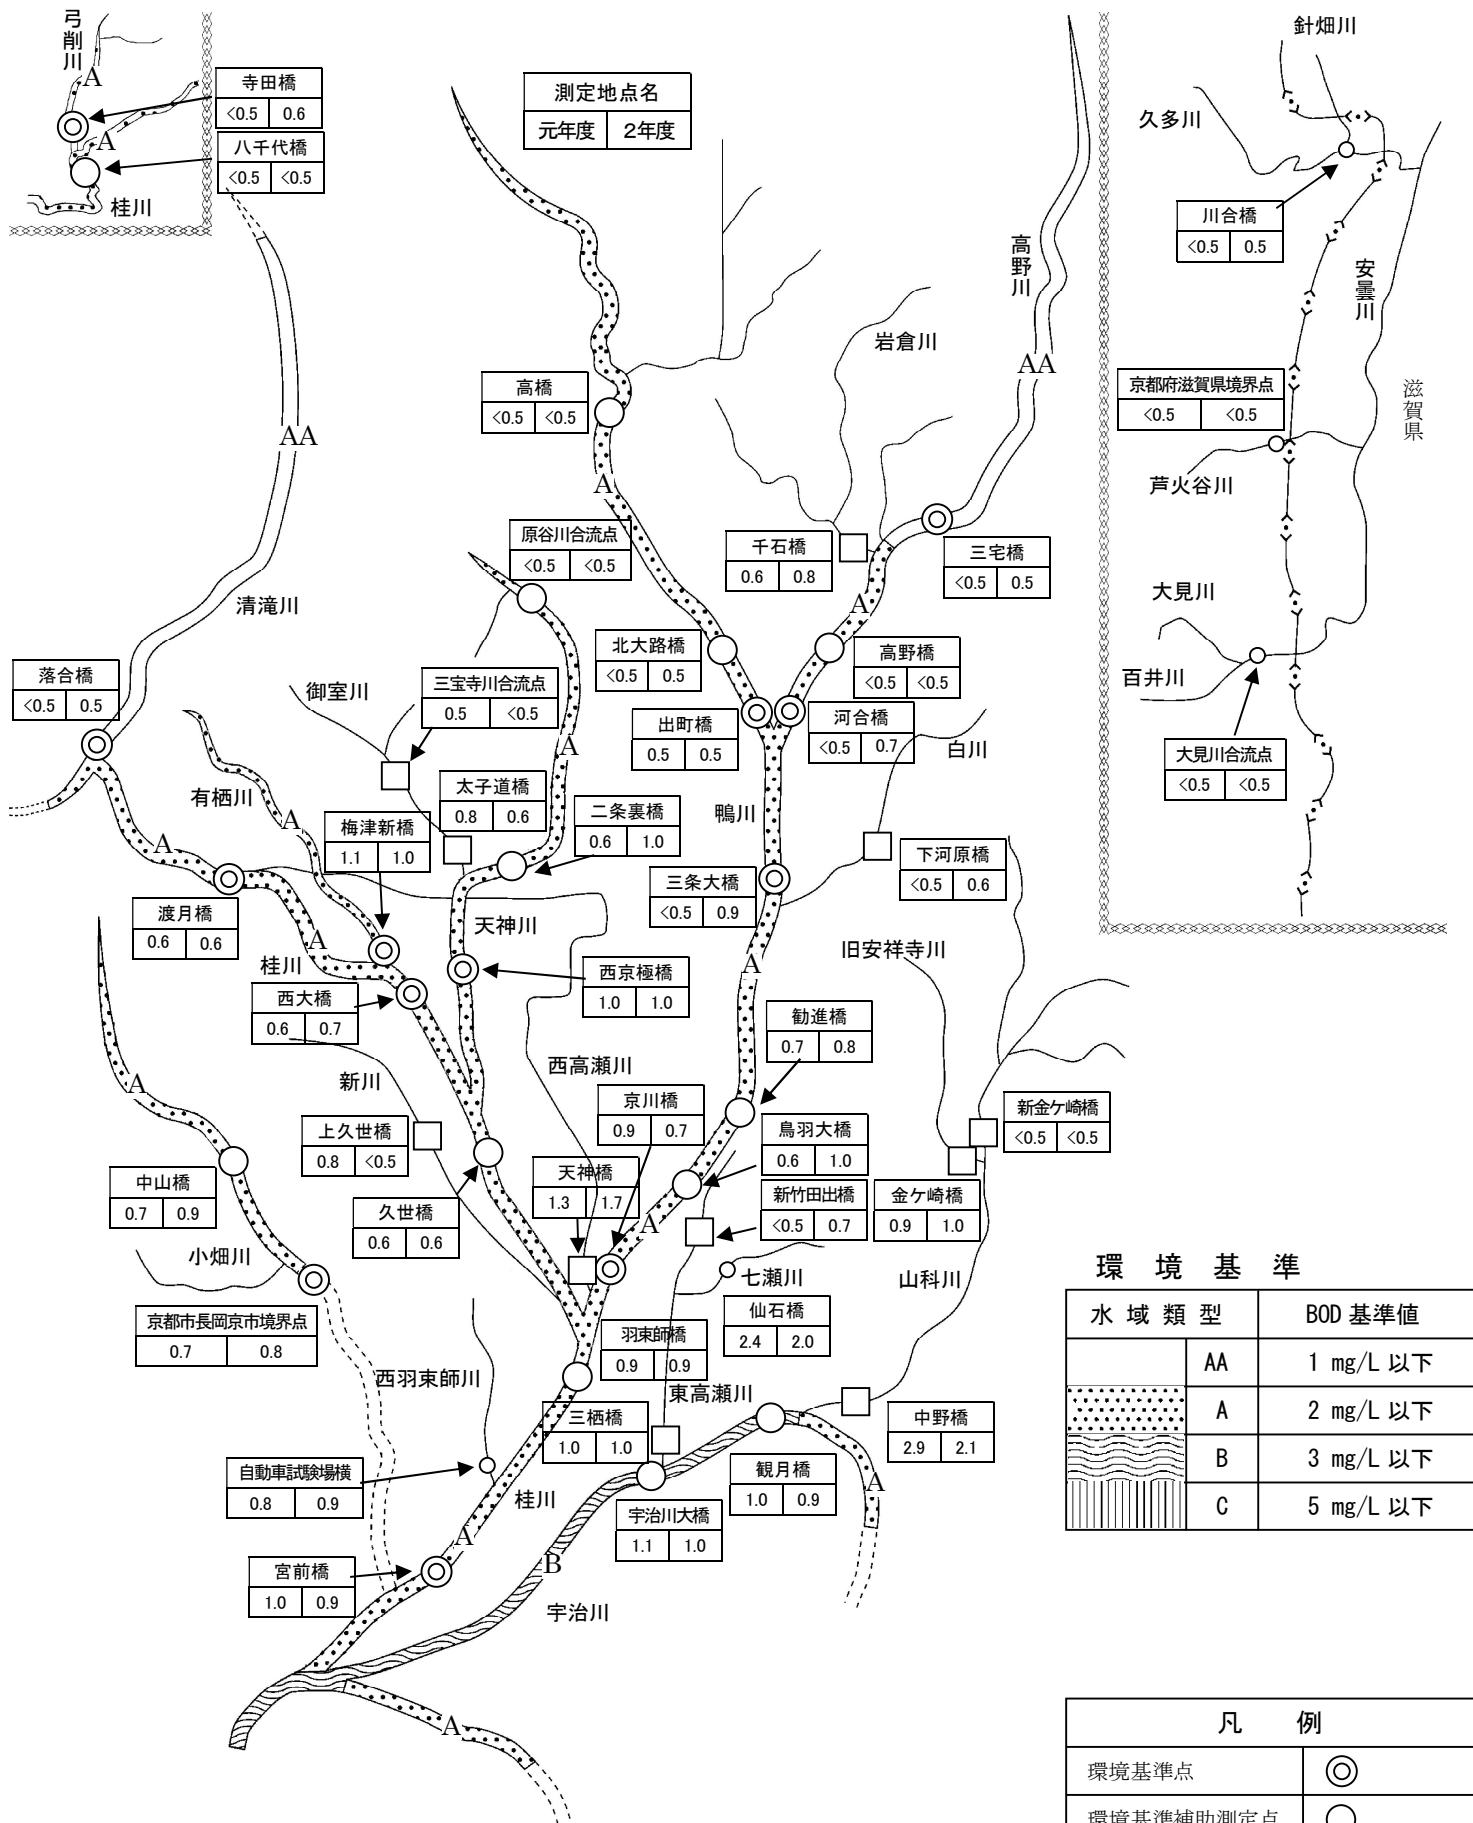 弓削川
A
寺田橋
<0.5 0.6
A
八千代橋
<0.5 <0.5
桂川
測定地点名
元年度 2年度
針畑川
久多川
川合橋
<0.5 0.5
安曇川
滋賀県
京都府滋賀県境界点
<0.5 <0.5
芦火谷川
大見川
百井川
大見川合流点
<0.5 <0.5
高野川
AA
岩倉川
高橋
<0.5 <0.5
A
AA
原谷川合流点
<0.5 <0.5
千石橋
0.6 0.8
三宅橋
<0.5 0.5
清滝川
A
北大路橋
<0.5 0.5
高野橋
<0.5 <0.5
落合橋
<0.5 0.5
御室川
三宝寺川合流点
0.5 <0.5
出町橋
0.5 0.5
河合橋
<0.5 0.7
白川
A
有栖川
太子道橋
0.8 0.6
二条裏橋
0.6 1.0
鴨川
梅津新橋
1.1 1.0
A
A
下河原橋
<0.5 0.6
三条大橋
<0.5 0.9
渡月橋
0.6 0.6
天神川
A
桂川
西京極橋
1.0 1.0
A
旧安祥寺川
西大橋
0.6 0.7
勧進橋
0.7 0.8
新川
西高瀬川
A
京川橋
0.9 0.7
新金ケ崎橋
<0.5 <0.5
上久世橋
0.8 <0.5
鳥羽大橋
0.6 1.0
中山橋
0.7 0.9
天神橋
1.3 1.7
新竹田出橋
<0.5 0.7
金ケ崎橋
0.9 1.0
久世橋
0.6 0.6
A
小畑川
七瀬川
山科川
京都市長岡京市境界点
0.7 0.8
仙石橋
2.4 2.0
羽束師橋
0.9 0.9
西羽束師川
東高瀬川
三栖橋
1.0 1.0
中野橋
2.9 2.1
自動車試験場横
0.8 0.9
観月橋
1.0 0.9
A
桂川
宇治川大橋
1.1 1.0
A
宮前橋
1.0 0.9
B
宇治川
A
環境基準
水域類型 BOD基準値
AA 1 mg/L 以下
A 2 mg/L 以下
B 3 mg/L 以下
C 5 mg/L 以下
凡例
環境基準点
環境基準補助測定点